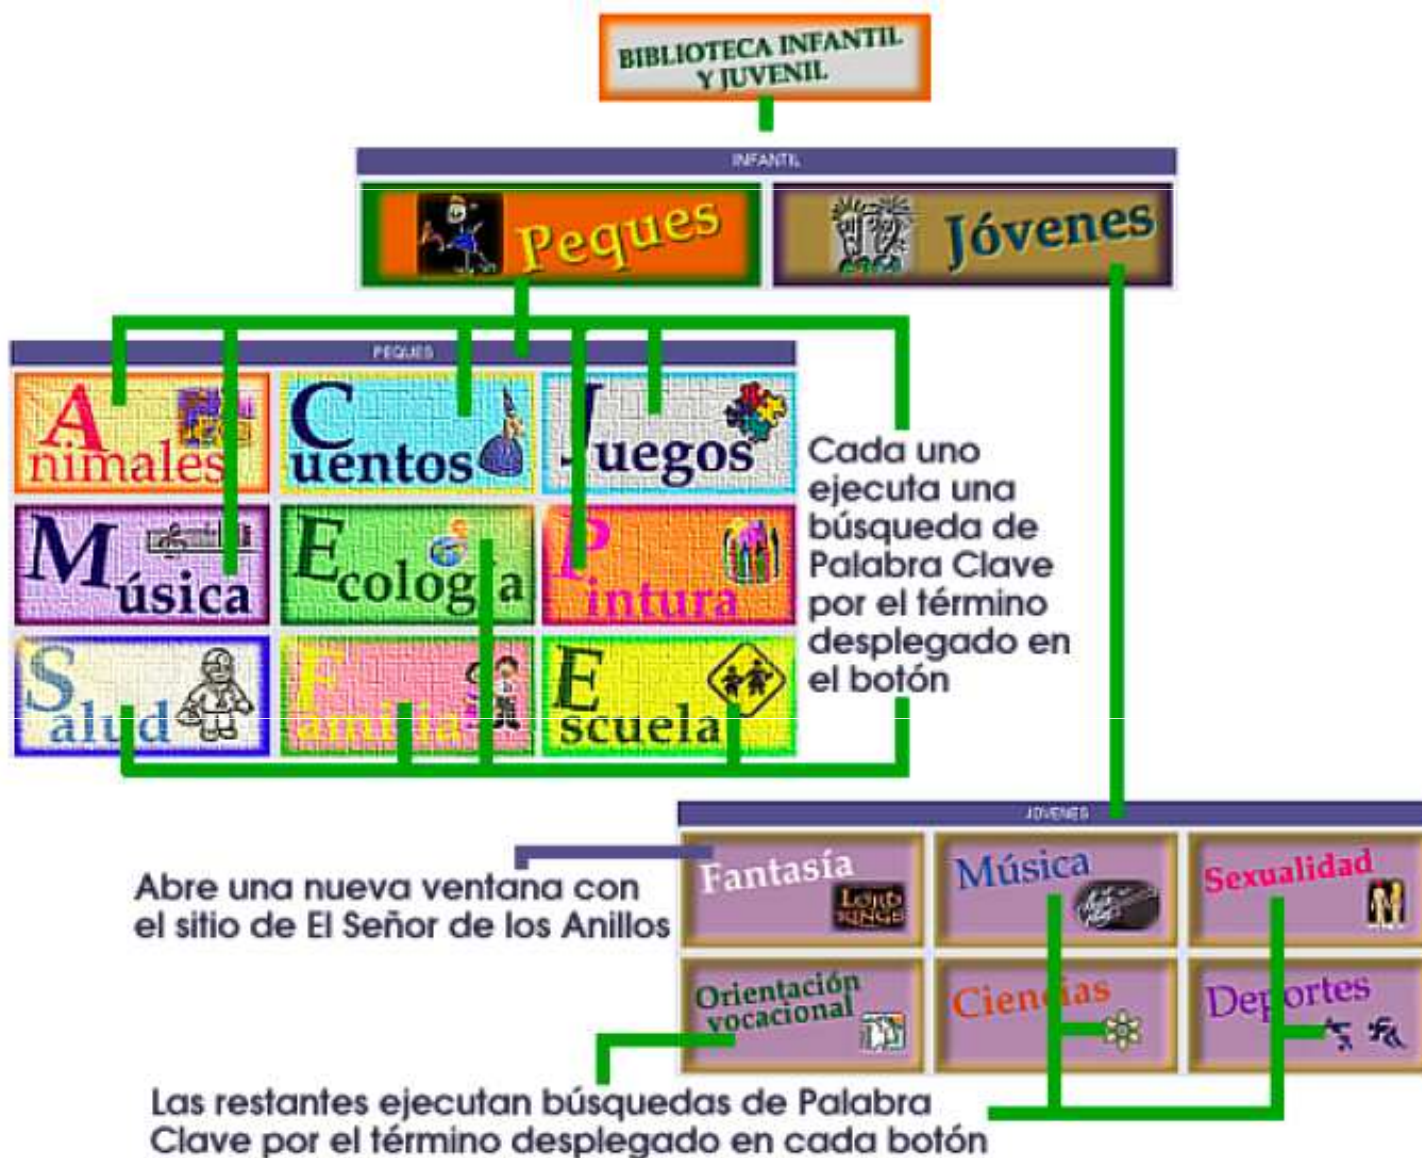 BIBLIOTECA INFANTIL
Y JUVENIL
INFANTIL
Peques
Jóvenes
PEQUES
Animales
Cuentos
Juegos
Música
Ecología
Pintura
Salud
Familia
Escuela
Cada uno
ejecuta una
búsqueda de
Palabra Clave
por el término
desplegado en
el botón
JOVENES
Fantasía
LORD
RINGS
Música
Sexualidad
Orientación
vocacional
Ciencias
Deportes
Abre una nueva ventana con
el sitio de El Señor de los Anillos
Las restantes ejecutan búsquedas de Palabra
Clave por el término desplegado en cada botón